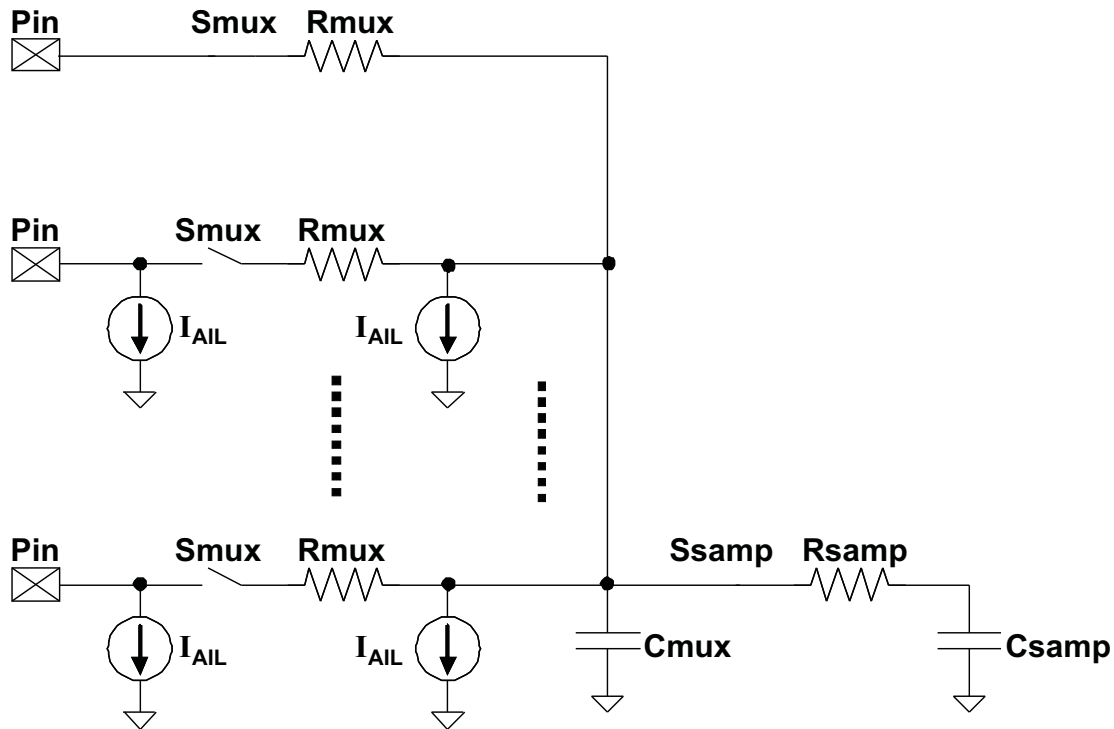 Pin Smux Rmux
Pin Smux Rmux
IAIL IAIL
Pin Smux Rmux Ssamp Rsamp
IAIL IAIL Cmux Csamp